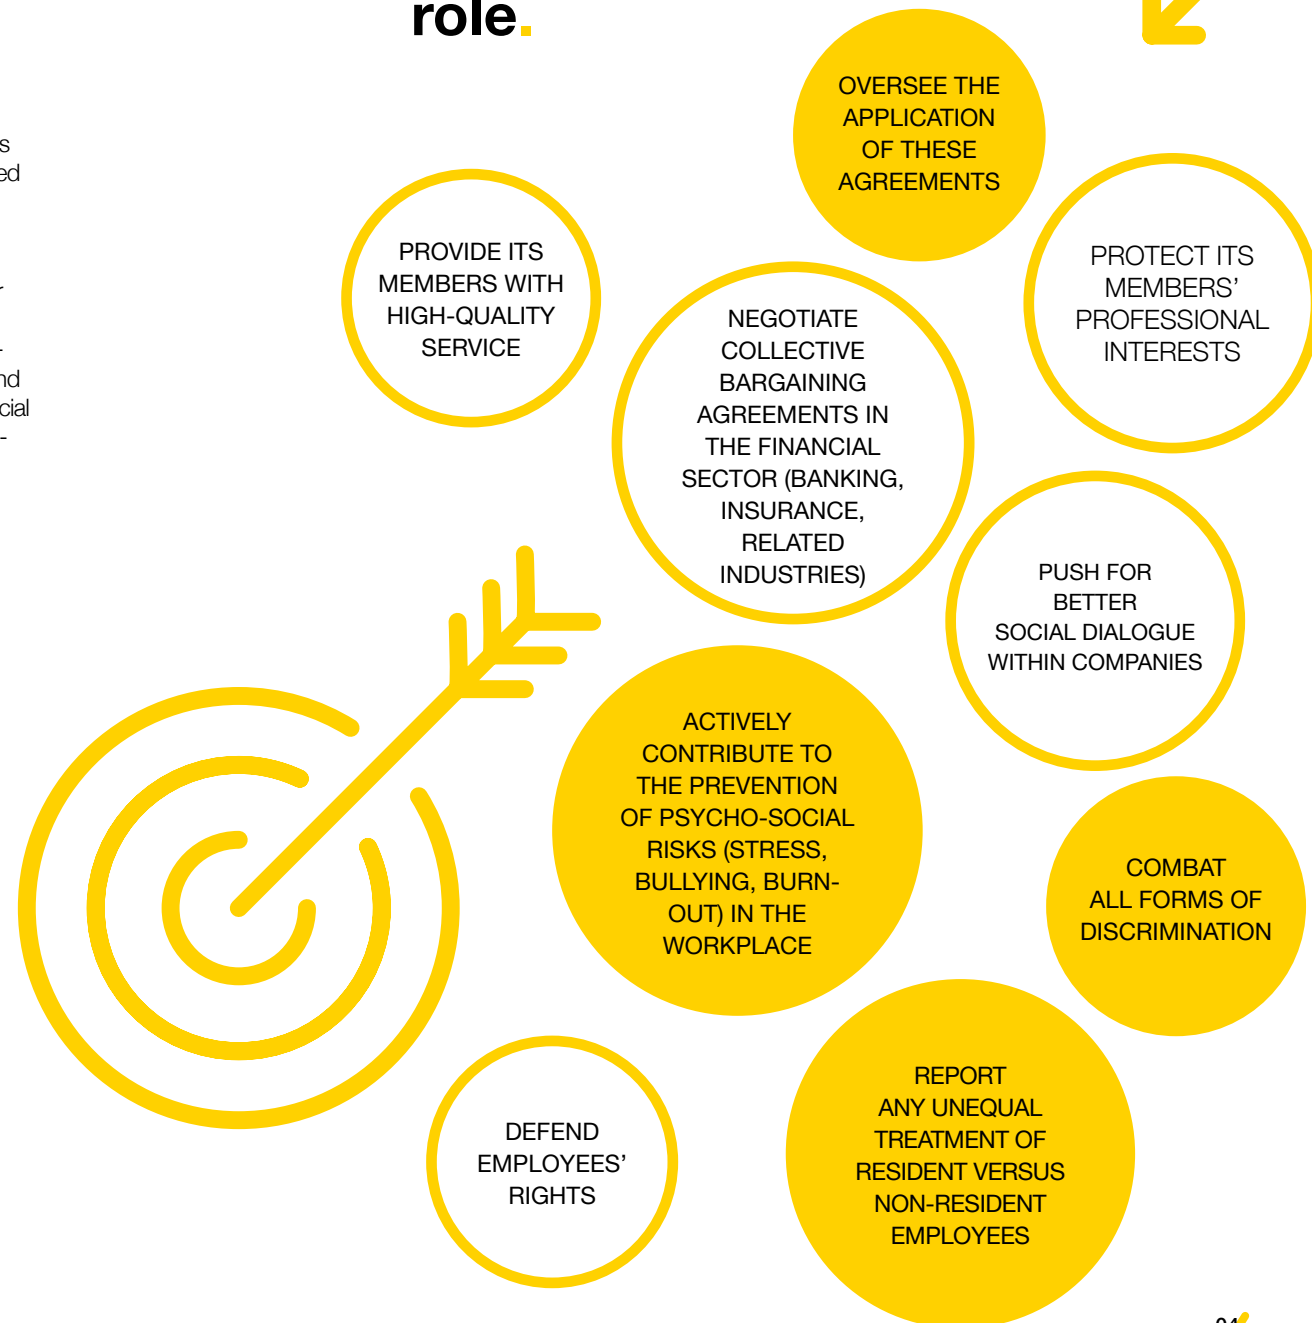 role.
s
ed
r
-
nd
cial
-
OVERSEE THE
APPLICATION
OF THESE
AGREEMENTS
PROVIDE ITS
MEMBERS WITH
HIGH-QUALITY
SERVICE
PROTECT ITS
MEMBERS’
PROFESSIONAL
INTERESTS
NEGOTIATE
COLLECTIVE
BARGAINING
AGREEMENTS IN
THE FINANCIAL
SECTOR (BANKING,
INSURANCE,
RELATED
INDUSTRIES)
PUSH FOR
BETTER
SOCIAL DIALOGUE
WITHIN COMPANIES
ACTIVELY
CONTRIBUTE TO
THE PREVENTION
OF PSYCHO-SOCIAL
RISKS (STRESS,
BULLYING, BURN-
OUT) IN THE
WORKPLACE
COMBAT
ALL FORMS OF
DISCRIMINATION
REPORT
ANY UNEQUAL
TREATMENT OF
RESIDENT VERSUS
NON-RESIDENT
EMPLOYEES
DEFEND
EMPLOYEES’
RIGHTS